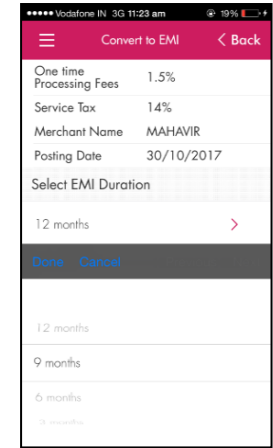 Vodafone IN 3G 11:23 am 19%
Convert to EMI < Back
One time
Processing Fees 1.5%
Service Tax 14%
Merchant Name MAHAVIR
Posting Date 30/10/2017
Select EMI Duration
12 months
Done Cancel
12 months
9 months
6 months
3 months